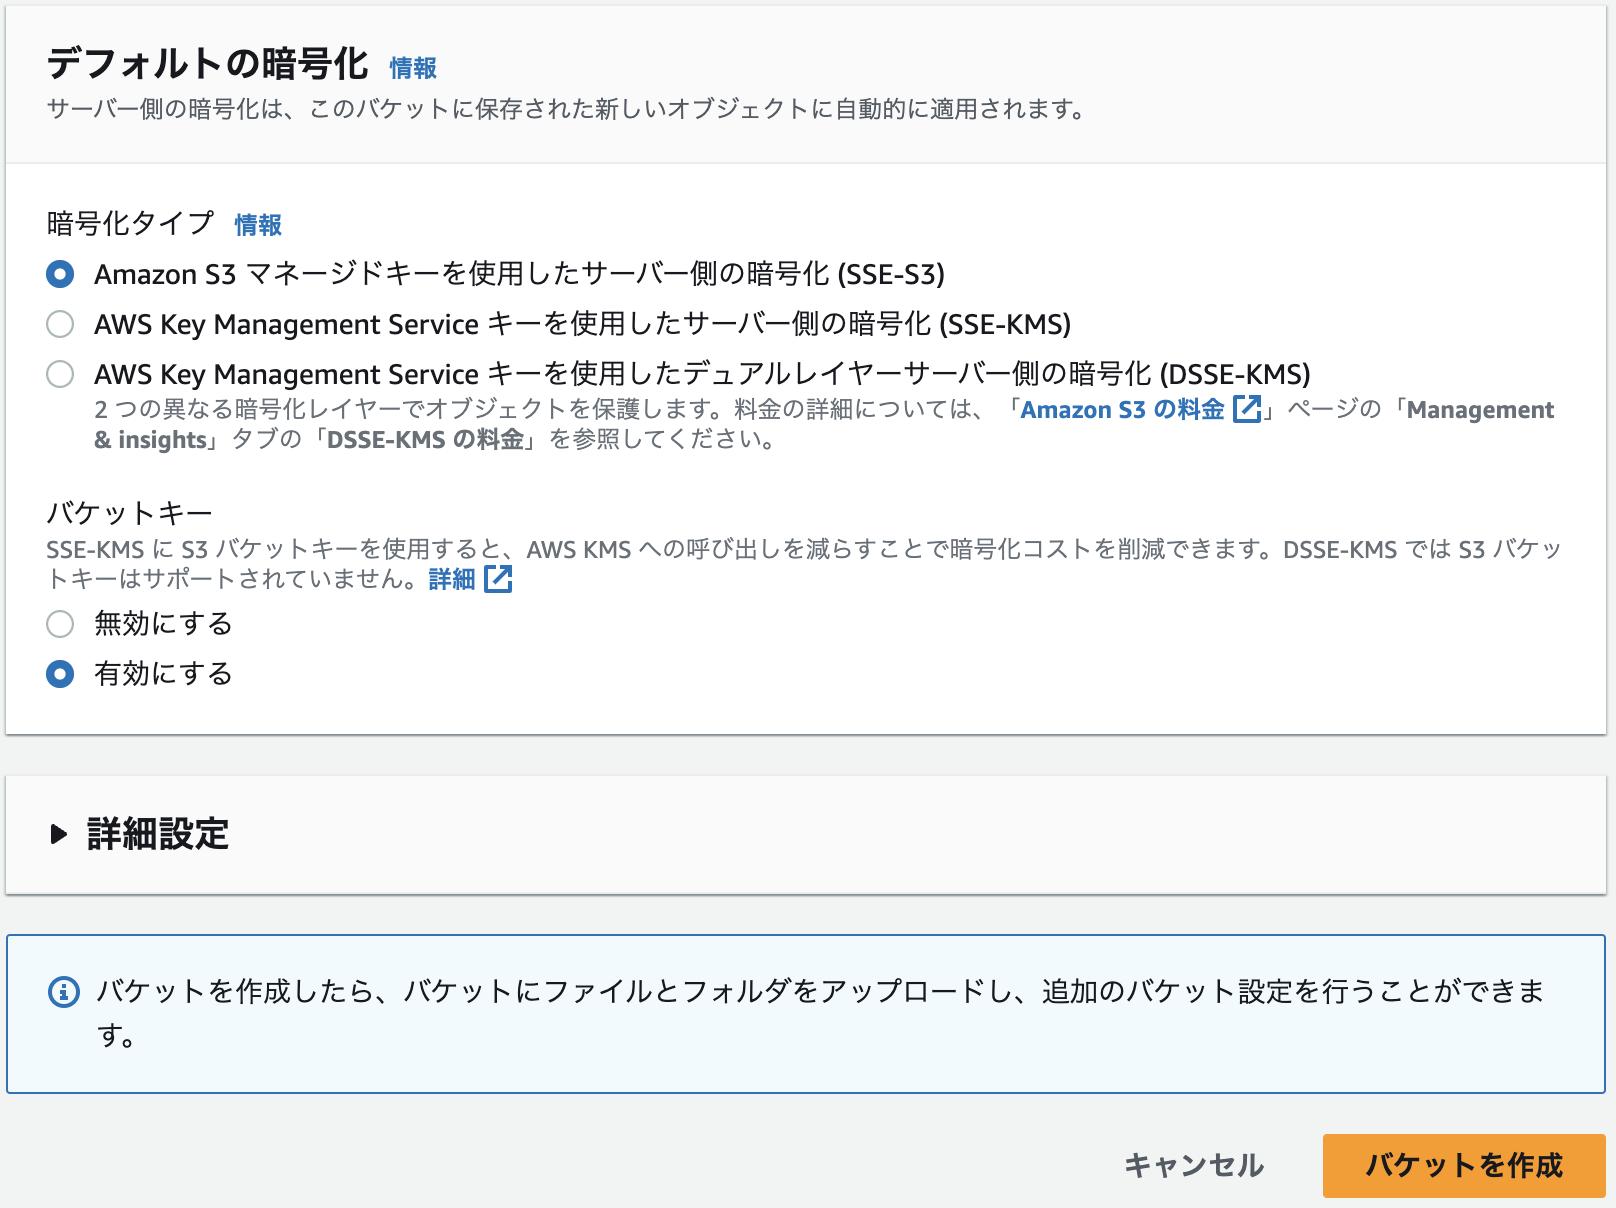 デフォルトの暗号化 情報
サーバー側の暗号化は、このバケットに保存された新しいオブジェクトに自動的に適用されます。
暗号化タイプ 情報
Amazon S3 マネージドキーを使用したサーバー側の暗号化 (SSE-S3)
AWS Key Management Service キーを使用したサーバー側の暗号化 (SSE-KMS)
AWS Key Management Service キーを使用したデュアルレイヤーサーバー側の暗号化 (DSSE-KMS)
2 つの異なる暗号化レイヤーでオブジェクトを保護します。料金の詳細については、「Amazon S3 の料金」ページの「Management
& insights」タブの「DSSE-KMS の料金」を参照してください。
バケットキー
SSE-KMS に S3 バケットキーを使用すると、AWS KMS への呼び出しを減らすことで暗号化コストを削減できます。DSSE-KMS では S3 バケッ
トキーはサポートされていません。詳細
無効にする
有効にする
詳細設定
バケットを作成したら、バケットにファイルとフォルダをアップロードし、追加のバケット設定を行うことができま
す。
キャンセル バケットを作成